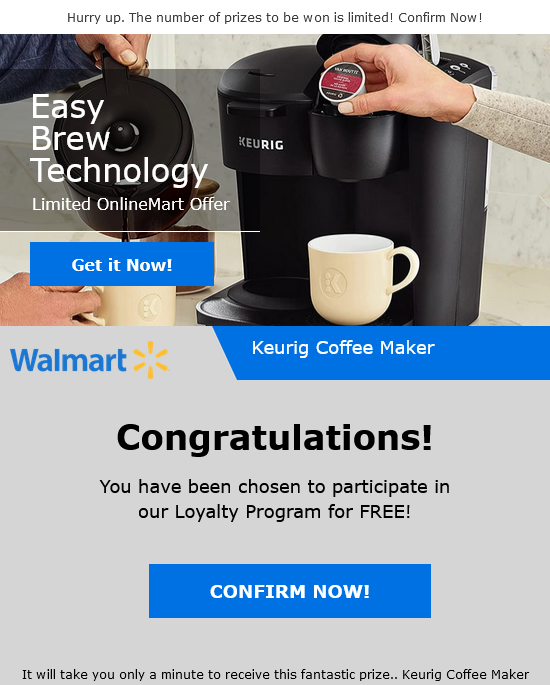 Hurry up. The number of prizes to be won is limited! Confirm Now!
Easy
Brew
Technology
Limited OnlineMart Offer
Get it Now!
KEURIG
Walmart
Keurig Coffee Maker
Congratulations!
You have been chosen to participate in
our Loyalty Program for FREE!
CONFIRM NOW!
It will take you only a minute to receive this fantastic prize.. Keurig Coffee Maker